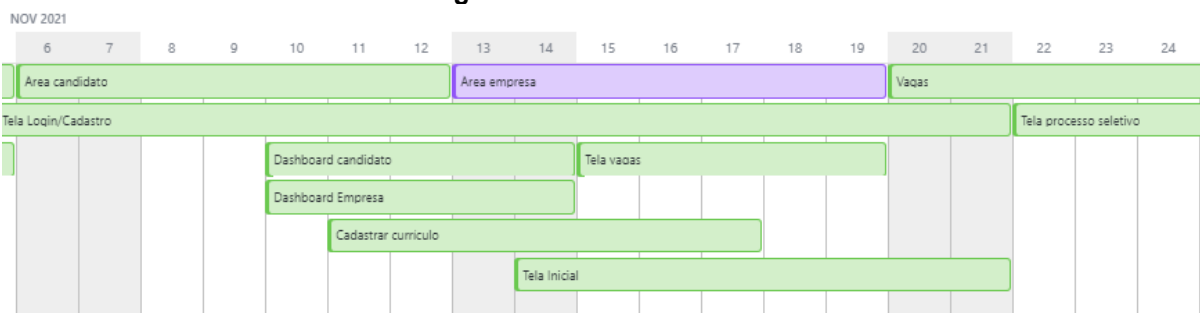 NOV 2021
6 7 8 9 10 11 12 13 14 15 16 17 18 19 20 21 22 23 24
Area candidato Area empresa Vagas
Tela Login/Cadastro Tela processo seletivo
Dashboard candidato Tela vagas
Dashboard Empresa
Cadastrar curriculo
Tela Inicial